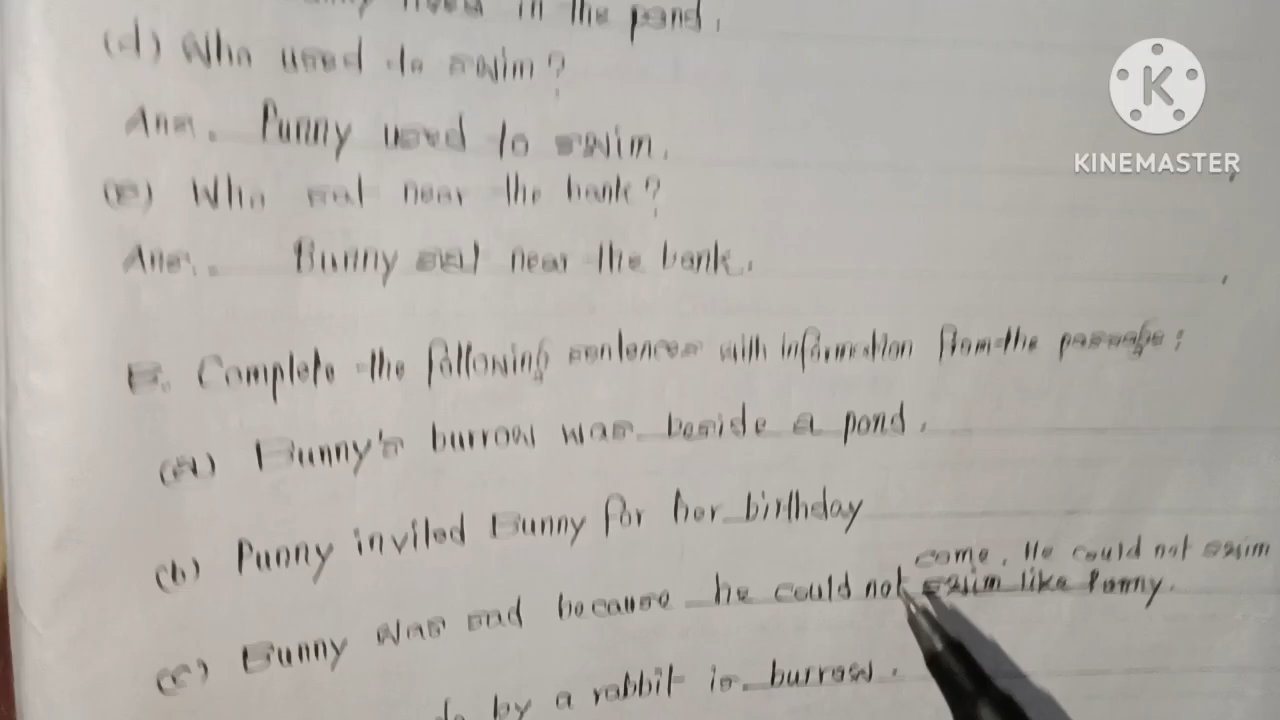 in the pond.
(d) Who used to swim?
KINEMASTER
Ans. Punny used to swim.
(e) Who sat near the bank?
Ans.. Bunny sat near the bank.
B. Complete the following sentences with information from the passage:
(a) Bunny's burrow was beside a pond.
(b) Punny invited Bunny for her birthday
come. He could not swim
(c) Bunny was sad because he could not swim like Punny.
by a rabbit is burrow.